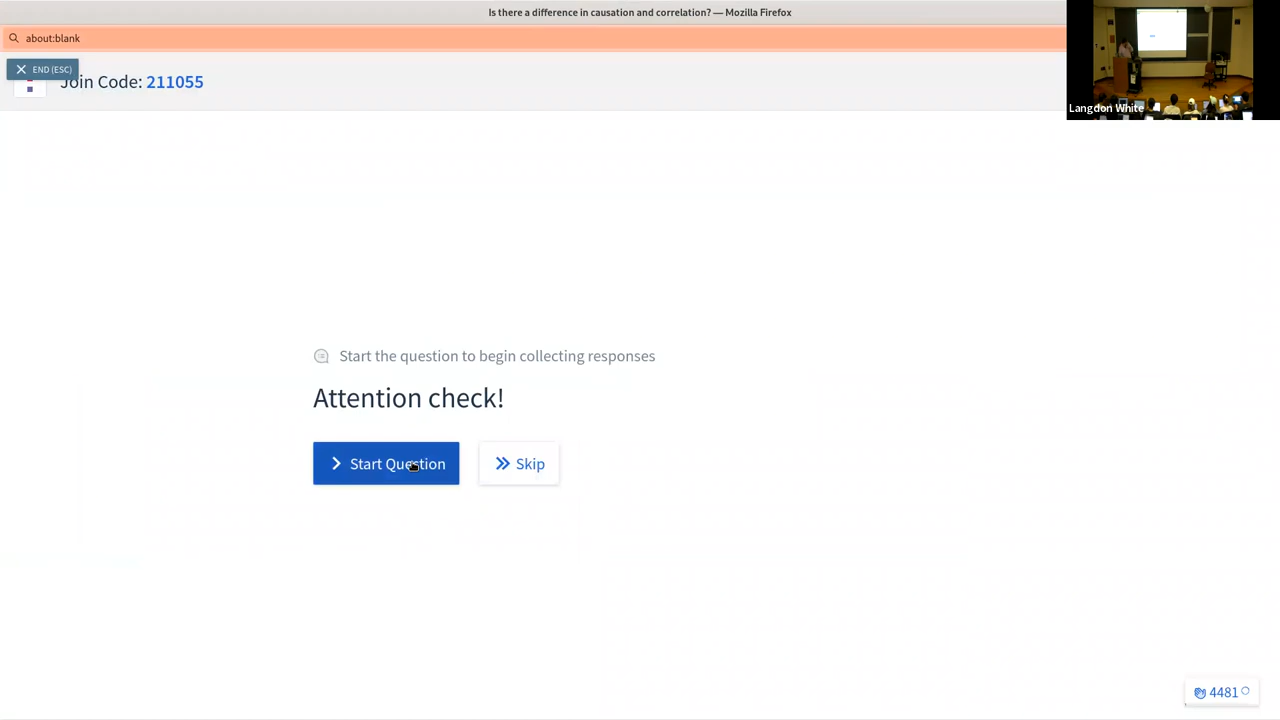 Is there a difference in causation and correlation? — Mozilla Firefox
about:blank
END (ESC)
Join Code: 211055
Langdon White
Start the question to begin collecting responses
Attention check!
Start Question
Skip
4481